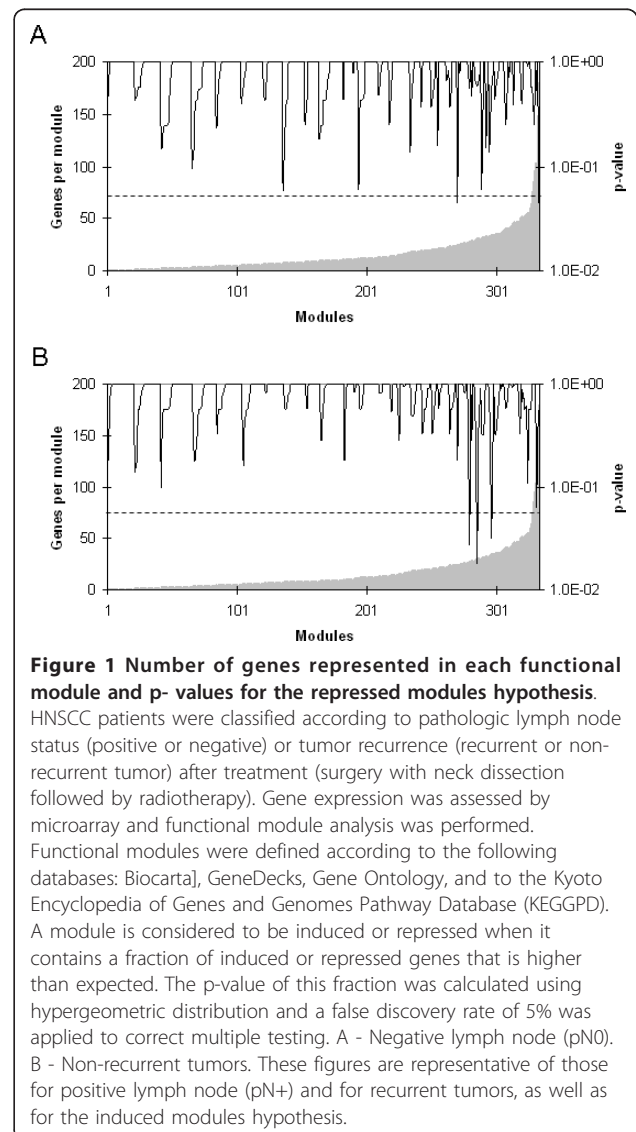 A
200
150
100
50
0
Genes per module
1.0E+00
1.0E-01
1.0E-02
p-value
1
101
201
301
Modules
B
200
150
100
50
0
Genes per module
1.0E+00
1.0E-01
1.0E-02
p-value
1
101
201
301
Modules
Figure 1 Number of genes represented in each functional
module and p- values for the repressed modules hypothesis.
HNSCC patients were classified according to pathologic lymph node
status (positive or negative) or tumor recurrence (recurrent or non-
recurrent tumor) after treatment (surgery with neck dissection
followed by radiotherapy). Gene expression was assessed by
microarray and functional module analysis was performed.
Functional modules were defined according to the following
databases: Biocarta], GeneDecks, Gene Ontology, and to the Kyoto
Encyclopedia of Genes and Genomes Pathway Database (KEGGPD).
A module is considered to be induced or repressed when it
contains a fraction of induced or repressed genes that is higher
than expected. The p-value of this fraction was calculated using
hypergeometric distribution and a false discovery rate of 5% was
applied to correct multiple testing. A - Negative lymph node (pN0).
B - Non-recurrent tumors. These figures are representative of those
for positive lymph node (pN+) and for recurrent tumors, as well as
for the induced modules hypothesis.